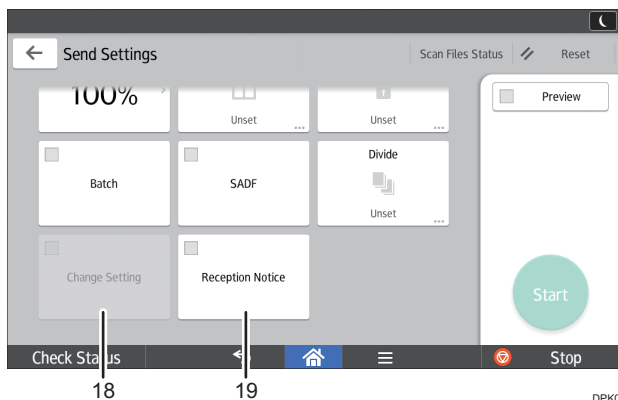 Send Settings
Scan Files Status
Reset
100%
Unset
Unset
Preview
Batch
SADF
Divide
Unset
Change Setting
Reception Notice
Start
Check Status
Stop
18
19